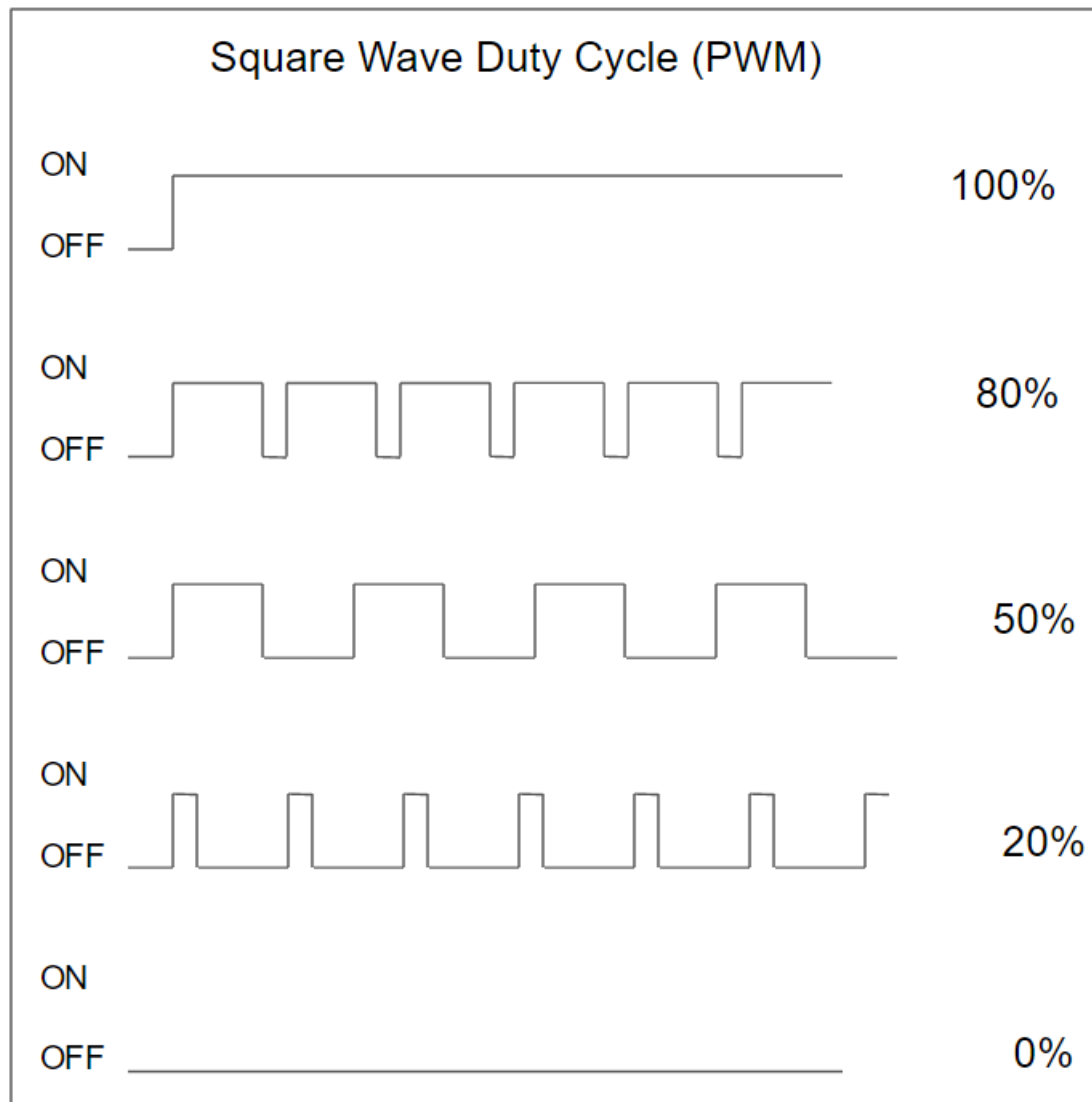 Square Wave Duty Cycle (PWM)
ON
100%
OFF
ON
80%
OFF
ON
50%
OFF
ON
20%
OFF
ON
0%
OFF